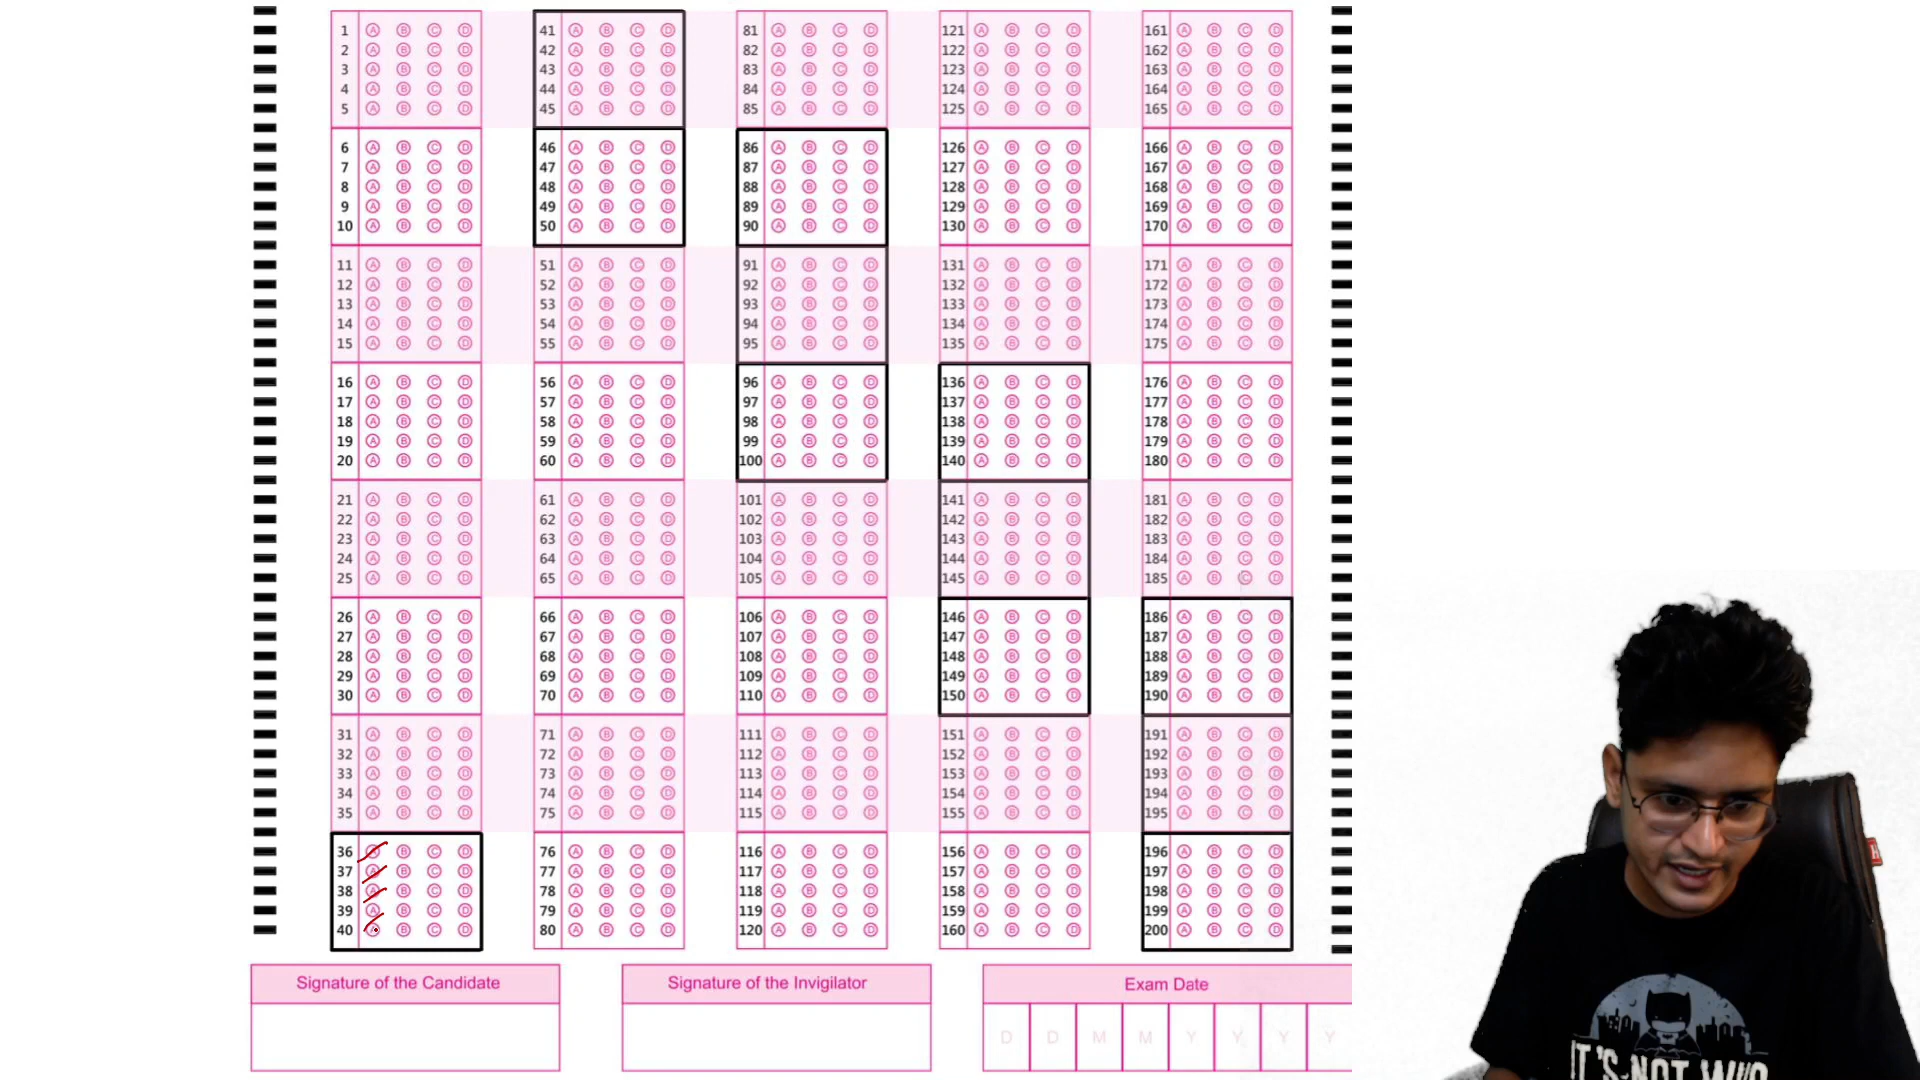 1 A B C D 41 A B C D 81 A B C D 121 A B C D 161 A B C D
2 A B C D 42 A B C D 82 A B C D 122 A B C D 162 A B C D
3 A B C D 43 A B C D 83 A B C D 123 A B C D 163 A B C D
4 A B C D 44 A B C D 84 A B C D 124 A B C D 164 A B C D
5 A B C D 45 A B C D 85 A B C D 125 A B C D 165 A B C D
6 A B C D 46 A B C D 86 A B C D 126 A B C D 166 A B C D
7 A B C D 47 A B C D 87 A B C D 127 A B C D 167 A B C D
8 A B C D 48 A B C D 88 A B C D 128 A B C D 168 A B C D
9 A B C D 49 A B C D 89 A B C D 129 A B C D 169 A B C D
10 A B C D 50 A B C D 90 A B C D 130 A B C D 170 A B C D
11 A B C D 51 A B C D 91 A B C D 131 A B C D 171 A B C D
12 A B C D 52 A B C D 92 A B C D 132 A B C D 172 A B C D
13 A B C D 53 A B C D 93 A B C D 133 A B C D 173 A B C D
14 A B C D 54 A B C D 94 A B C D 134 A B C D 174 A B C D
15 A B C D 55 A B C D 95 A B C D 135 A B C D 175 A B C D
16 A B C D 56 A B C D 96 A B C D 136 A B C D 176 A B C D
17 A B C D 57 A B C D 97 A B C D 137 A B C D 177 A B C D
18 A B C D 58 A B C D 98 A B C D 138 A B C D 178 A B C D
19 A B C D 59 A B C D 99 A B C D 139 A B C D 179 A B C D
20 A B C D 60 A B C D 100 A B C D 140 A B C D 180 A B C D
21 A B C D 61 A B C D 101 A B C D 141 A B C D 181 A B C D
22 A B C D 62 A B C D 102 A B C D 142 A B C D 182 A B C D
23 A B C D 63 A B C D 103 A B C D 143 A B C D 183 A B C D
24 A B C D 64 A B C D 104 A B C D 144 A B C D 184 A B C D
25 A B C D 65 A B C D 105 A B C D 145 A B C D 185 A B C D
26 A B C D 66 A B C D 106 A B C D 146 A B C D 186 A B C D
27 A B C D 67 A B C D 107 A B C D 147 A B C D 187 A B C D
28 A B C D 68 A B C D 108 A B C D 148 A B C D 188 A B C D
29 A B C D 69 A B C D 109 A B C D 149 A B C D 189 A B C D
30 A B C D 70 A B C D 110 A B C D 150 A B C D 190 A B C D
31 A B C D 71 A B C D 111 A B C D 151 A B C D 191 A B C D
32 A B C D 72 A B C D 112 A B C D 152 A B C D 192 A B C D
33 A B C D 73 A B C D 113 A B C D 153 A B C D 193 A B C D
34 A B C D 74 A B C D 114 A B C D 154 A B C D 194 A B C D
35 A B C D 75 A B C D 115 A B C D 155 A B C D 195 A B C D
36 A B C D 76 A B C D 116 A B C D 156 A B C D 196 A B C D
37 A B C D 77 A B C D 117 A B C D 157 A B C D 197 A B C D
38 A B C D 78 A B C D 118 A B C D 158 A B C D 198 A B C D
39 A B C D 79 A B C D 119 A B C D 159 A B C D 199 A B C D
40 A B C D 80 A B C D 120 A B C D 160 A B C D 200 A B C D
Signature of the Candidate
Signature of the Invigilator
Exam Date
D D M M Y Y Y Y
IT'S NOT WHO